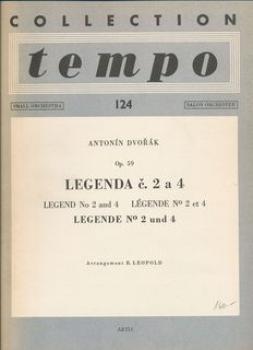 COLLECTION
tempo
SMALL ORCHESTRA
124
SALON ORCHESTER
ANTONÍN DVOŘÁK
Op. 59
LEGENDA č. 2 a 4
LEGEND No 2 and 4 LÉGENDE Nº 2 et 4
LEGENDE Nº 2 und 4
Arrangement B. LEOPOLD
ARTIA